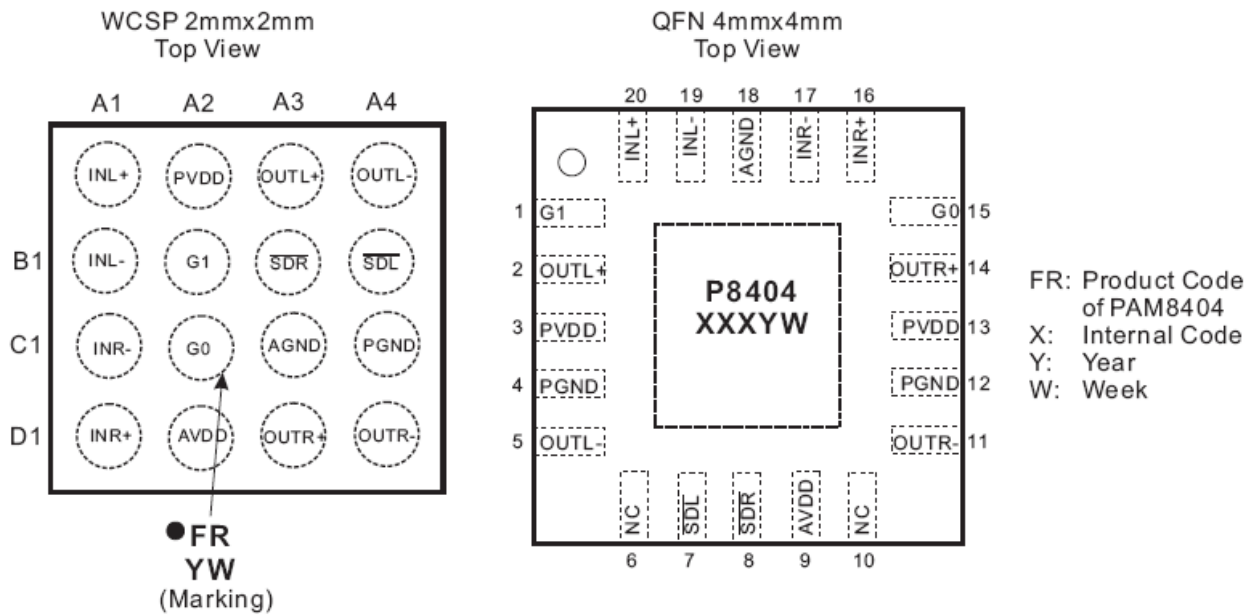 WCSP 2mmx2mm
Top View
A1 A2 A3 A4
INL+ PVDD OUTL+ OUTL-
B1 INL- G1 SDR SDL
C1 INR- G0 AGND PGND
D1 INR+ AVDD OUTR+ OUTR-
FR
YW
(Marking)
QFN 4mmx4mm
Top View
20 19 18 17 16
INL+ INL- AGND INR- INR+
1 G1 G0 15
2 OUTL+ OUTR+ 14
3 PVDD PVDD 13
4 PGND PGND 12
5 OUTL- OUTR- 11
P8404
XXXYW
NC SDL SDR AVDD NC
6 7 8 9 10
FR: Product Code
of PAM8404
X: Internal Code
Y: Year
W: Week